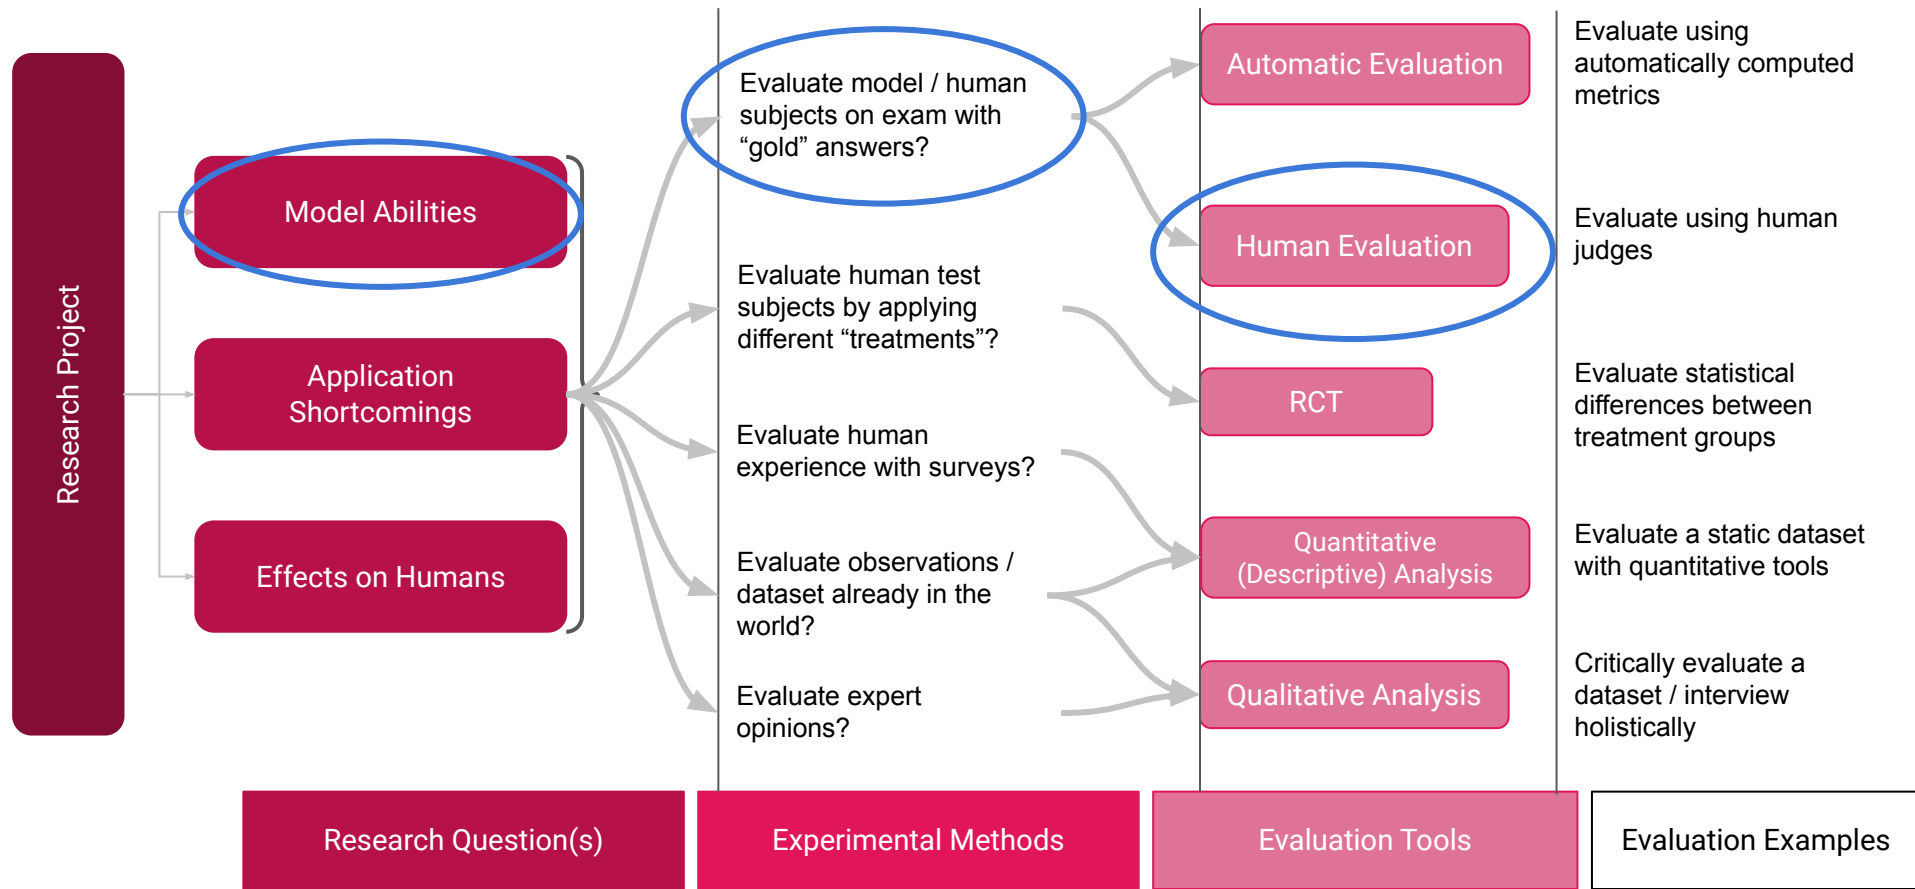 Research Project
Model Abilities
Application
Shortcomings
Effects on Humans
Evaluate model / human
subjects on exam with
“gold” answers?
Evaluate human test
subjects by applying
different “treatments”?
Evaluate human
experience with surveys?
Evaluate observations /
dataset already in the
world?
Evaluate expert
opinions?
Automatic Evaluation
Human Evaluation
RCT
Quantitative
(Descriptive) Analysis
Qualitative Analysis
Evaluate using
automatically computed
metrics
Evaluate using human
judges
Evaluate statistical
differences between
treatment groups
Evaluate a static dataset
with quantitative tools
Critically evaluate a
dataset / interview
holistically
Research Question(s)
Experimental Methods
Evaluation Tools
Evaluation Examples